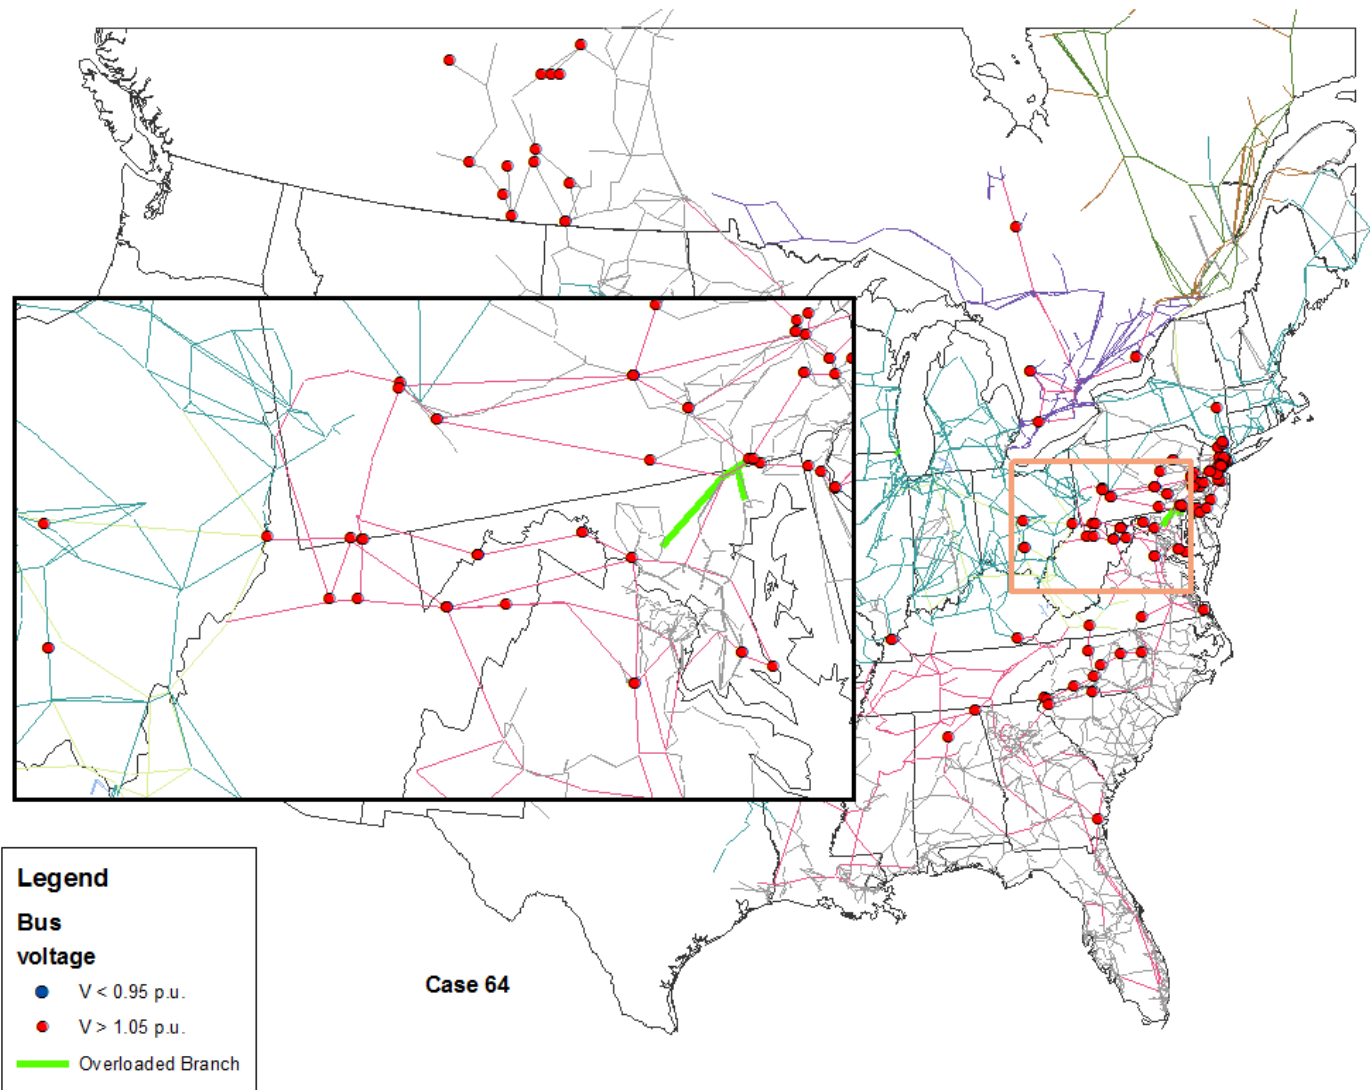 Case 64
Legend
Bus
voltage
V < 0.95 p.u.
V > 1.05 p.u.
Overloaded Branch